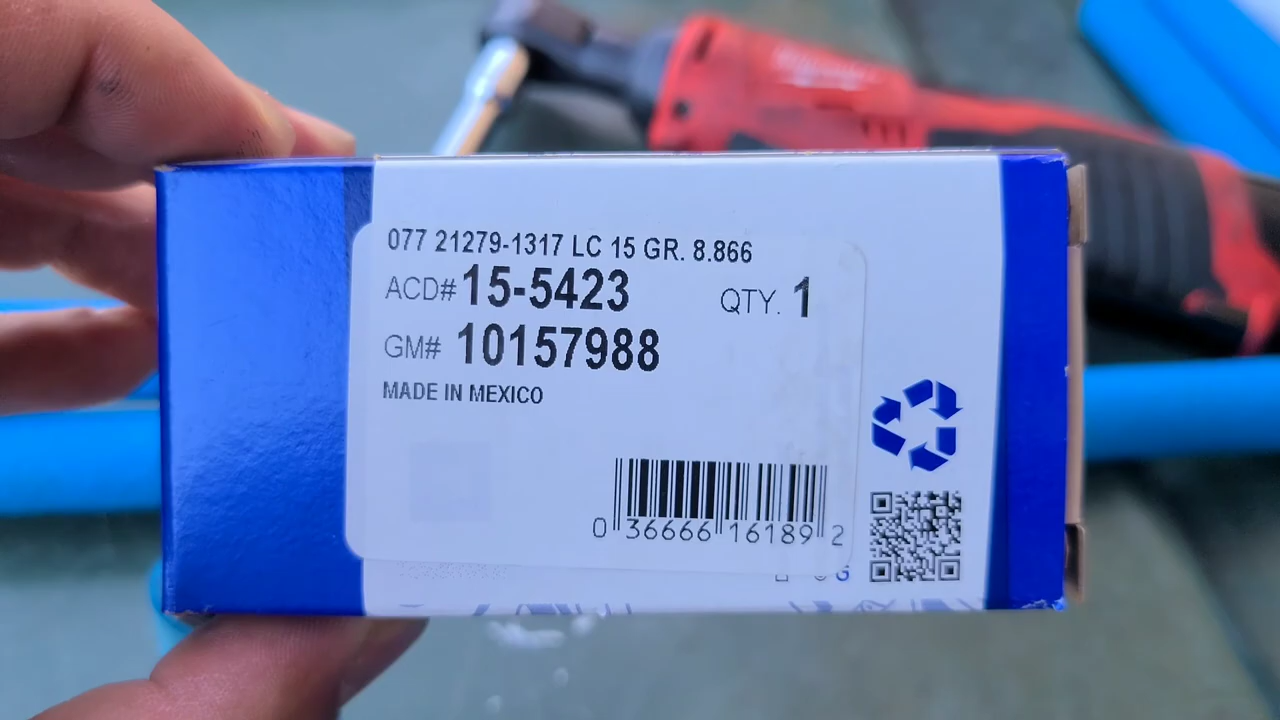 077 21279-1317 LC 15 GR. 8.866
ACD# 15-5423 QTY. 1
GM# 10157988
MADE IN MEXICO
0 36666 16189 2